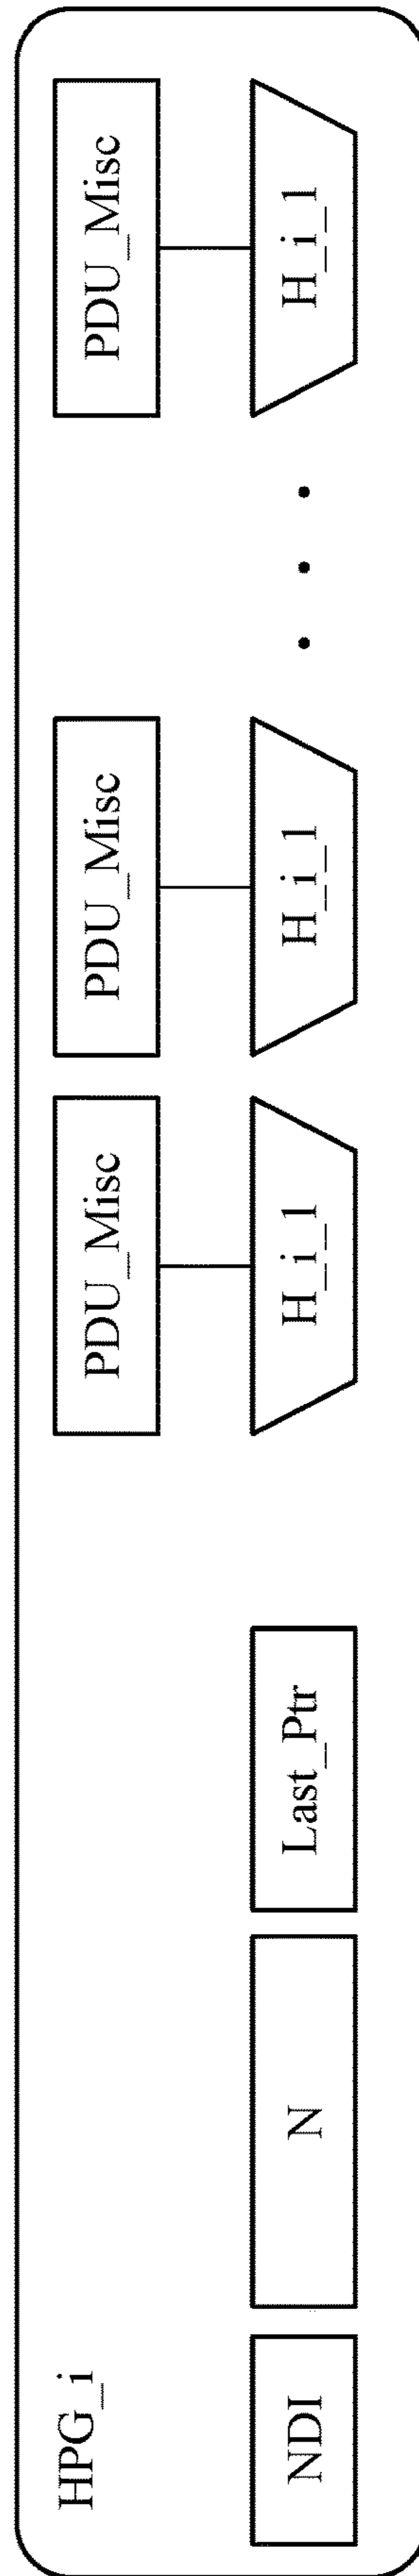 HPG_i
PDU_Misc
PDU_Misc
PDU_Misc
NDI
N
Last_Ptr
H_i_1
H_i_1
H_i_1